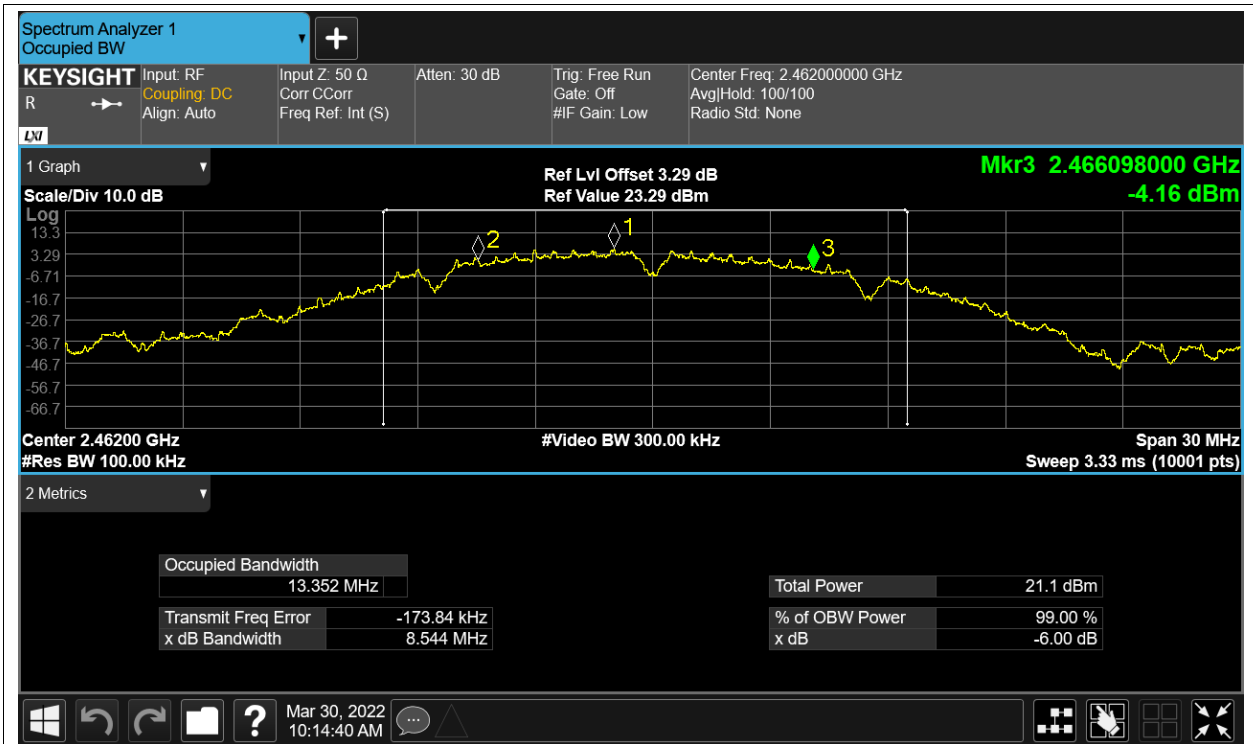 Spectrum Analyzer 1
Occupied BW
KEYSIGHT
R
LXI
Input: RF
Coupling: DC
Align: Auto
Input Z: 50 Ω
Corr CCorr
Freq Ref: Int (S)
Atten: 30 dB
Trig: Free Run
Gate: Off
#IF Gain: Low
Center Freq: 2.462000000 GHz
Avg|Hold: 100/100
Radio Std: None
1 Graph
Scale/Div 10.0 dB
Ref Lvl Offset 3.29 dB
Ref Value 23.29 dBm
Mkr3 2.466098000 GHz
-4.16 dBm
Log
13.3
3.29
-6.71
-16.7
-26.7
-36.7
-46.7
-56.7
-66.7
2
1
3
Center 2.46200 GHz
#Res BW 100.00 kHz
#Video BW 300.00 kHz
Span 30 MHz
Sweep 3.33 ms (10001 pts)
2 Metrics
Occupied Bandwidth
13.352 MHz
Transmit Freq Error -173.84 kHz
x dB Bandwidth 8.544 MHz
Total Power 21.1 dBm
% of OBW Power 99.00 %
x dB -6.00 dB
?
Mar 30, 2022
10:14:40 AM